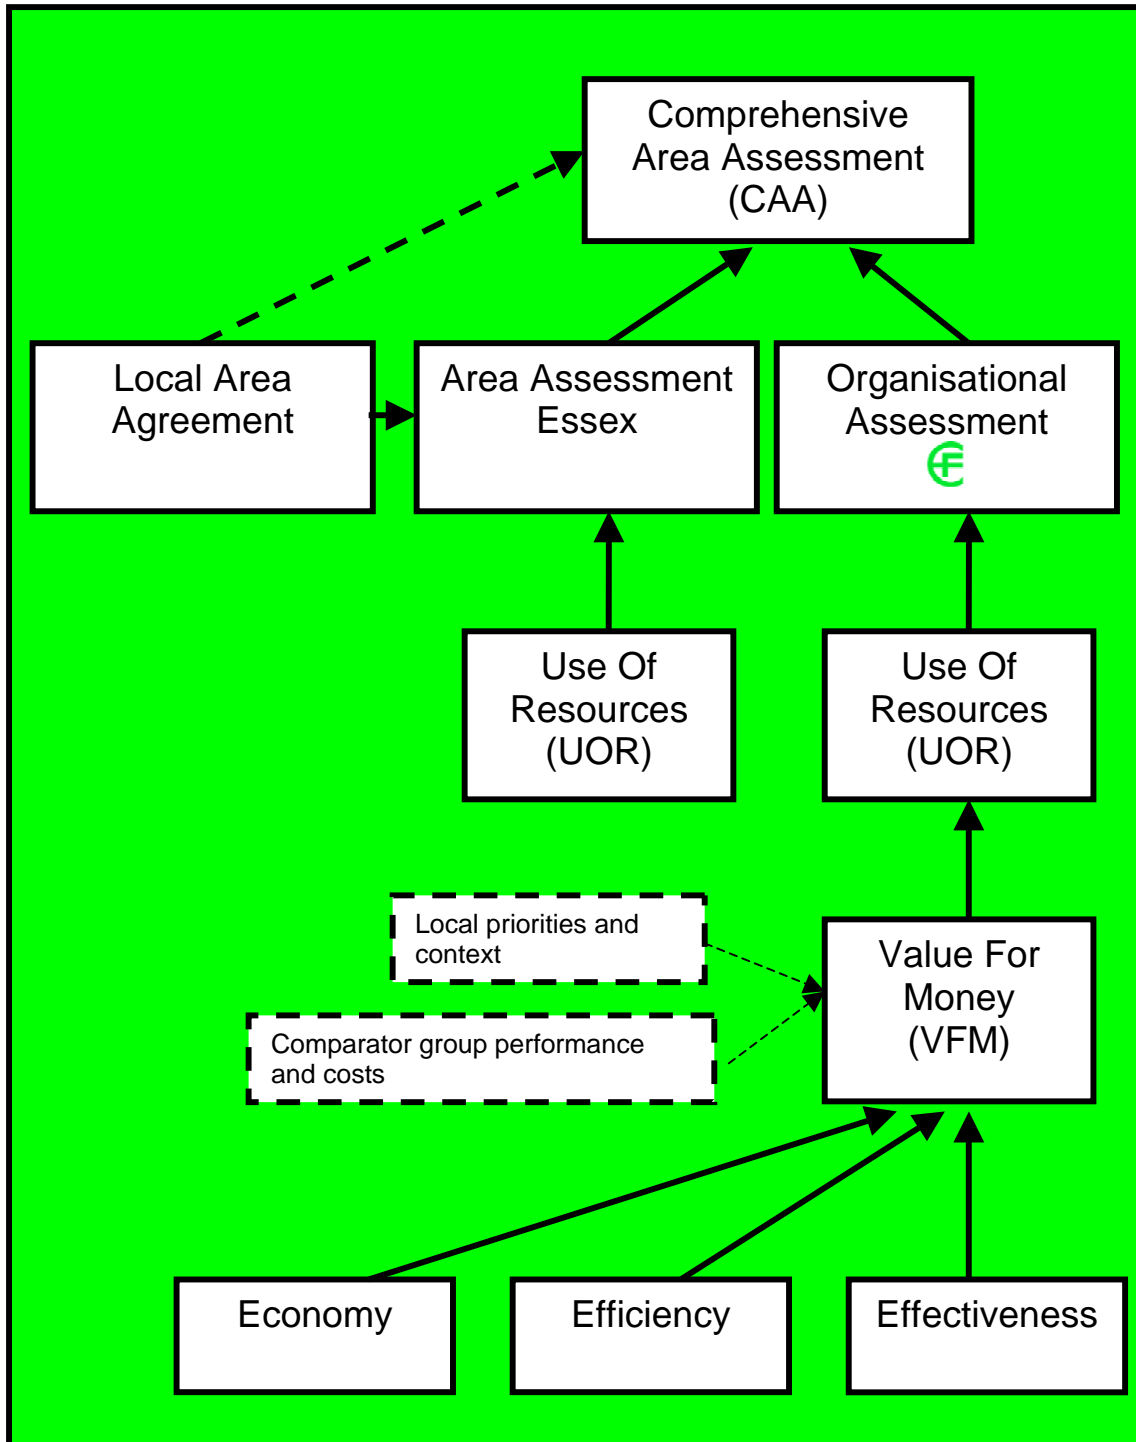 Comprehensive
Area Assessment
(CAA)
Local Area
Agreement
Area Assessment
Essex
Organisational
Assessment
Use Of
Resources
(UOR)
Use Of
Resources
(UOR)
Local priorities and
context
Value For
Money
(VFM)
Comparator group performance
and costs
Economy
Efficiency
Effectiveness